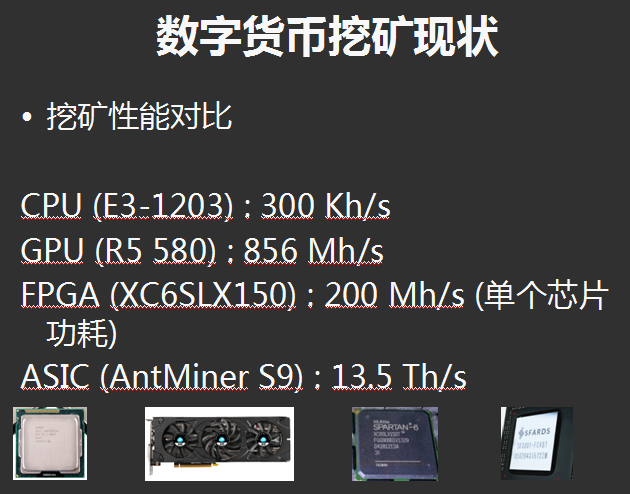 数字货币挖矿现状
• 挖矿性能对比
CPU (E3-1203) : 300 Kh/s
GPU (R5 580) : 856 Mh/s
FPGA (XC6SLX150) : 200 Mh/s (单个芯片
功耗)
ASIC (AntMiner S9) : 13.5 Th/s
SPARTAN-6
SFARDS